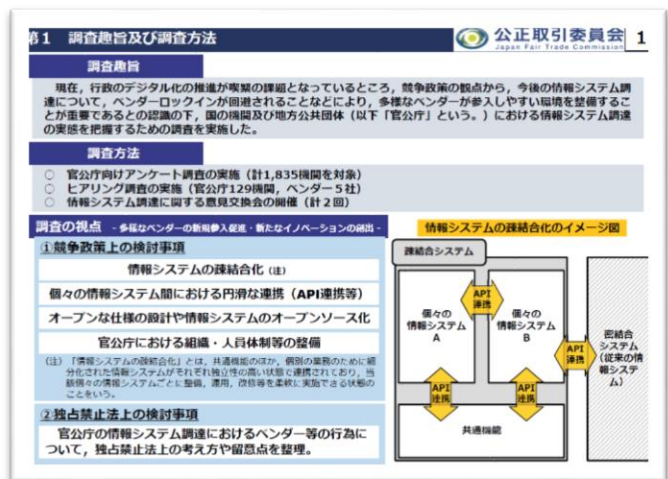 第1 調査趣旨及び調査方法
公正取引委員会
Japan Fair Trade Commission
1
調査趣旨
現在，行政のデジタル化の推進が喫緊の課題となっているところ，競争政策の観点から，今後の情報システム調
達について，ベンダーロックインが回避されることなどにより，多様なベンダーが参入しやすい環境を整備するこ
とが重要であるとの認識の下，国の機関及び地方公共団体（以下「官公庁」という。）における情報システム調達
の実態を把握するための調査を実施した。
調査方法
○ 官公庁向けアンケート調査の実施（計1,835機関を対象）
○ ヒアリング調査の実施（官公庁129機関，ベンダー５社）
○ 情報システム調達に関する意見交換会の開催（計２回）
調査の視点 - 多様なベンダーの新規参入促進・新たなイノベーションの創出 -
①競争政策上の検討事項
情報システムの疎結合化（注）
個々の情報システム間における円滑な連携（API連携等）
オープンな仕様の設計や情報システムのオープンソース化
官公庁における組織・人員体制等の整備
（注）「情報システムの疎結合化」とは，共通機能のほか，個別の業務のために細
分化された情報システムがそれぞれ独立性の高い状態で連携されており，当
該個々の情報システムごとに整備，運用，改修等を柔軟に実施できる状態の
ことをいう。
②独占禁止法上の検討事項
官公庁の情報システム調達におけるベンダー等の行為に
ついて，独占禁止法上の考え方や留意点を整理。
情報システムの疎結合化のイメージ図
疎結合システム
個々の
情報システム
A
API
連携
個々の
情報システム
B
API
連携
密結合
システム
（従来の情
報システ
ム）
API
連携
API
連携
共通機能